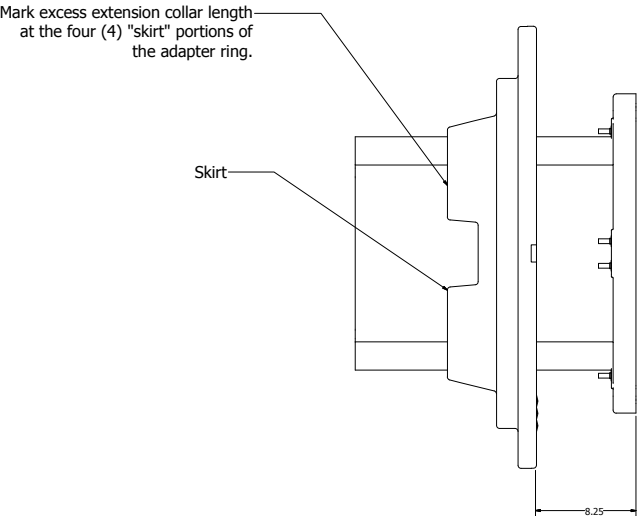 Mark excess extension collar length
at the four (4) "skirt" portions of
the adapter ring.
Skirt
8.25